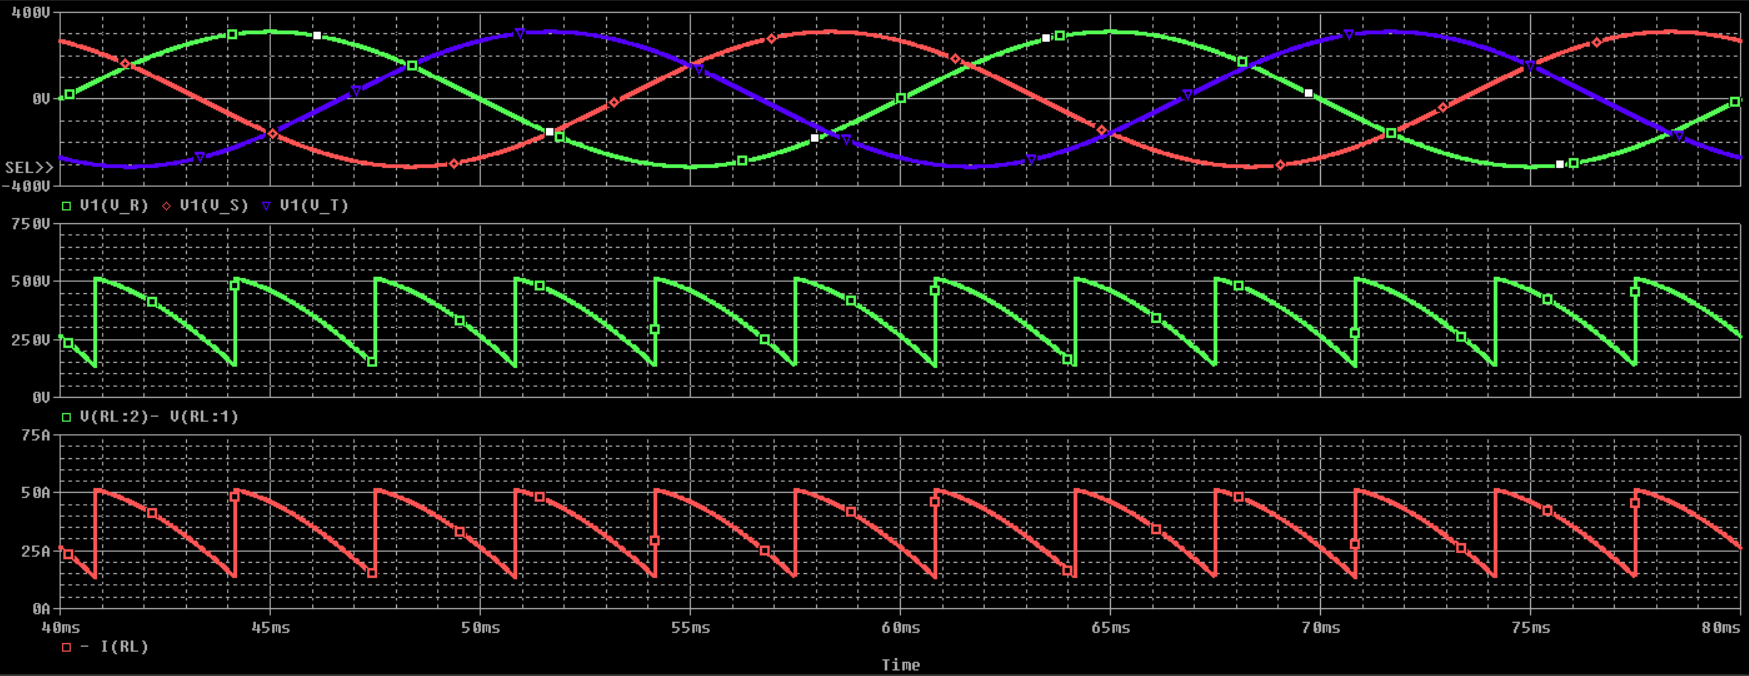 400V
0V
SEL>>
-400V
V1(V_R) V1(V_S) V1(V_T)
750V
500V
250V
0V
V(RL:2)- V(RL:1)
75A
50A
25A
0A
40ms 45ms 50ms 55ms 60ms 65ms 70ms 75ms 80ms
- I(RL)
Time